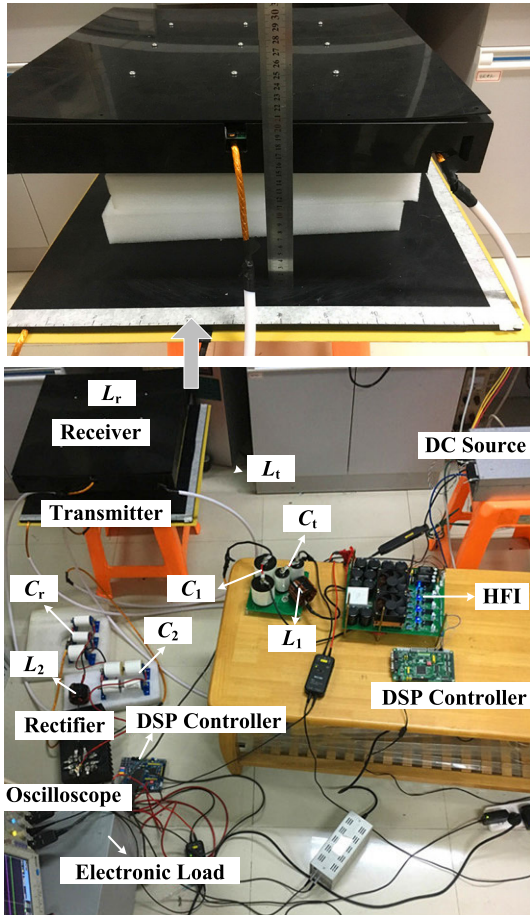 Lr
Receiver
DC Source
Lt
Transmitter
Ct
C1
Cr
HFI
C2
L1
L2
DSP Controller
Rectifier
DSP Controller
Oscilloscope
Electronic Load